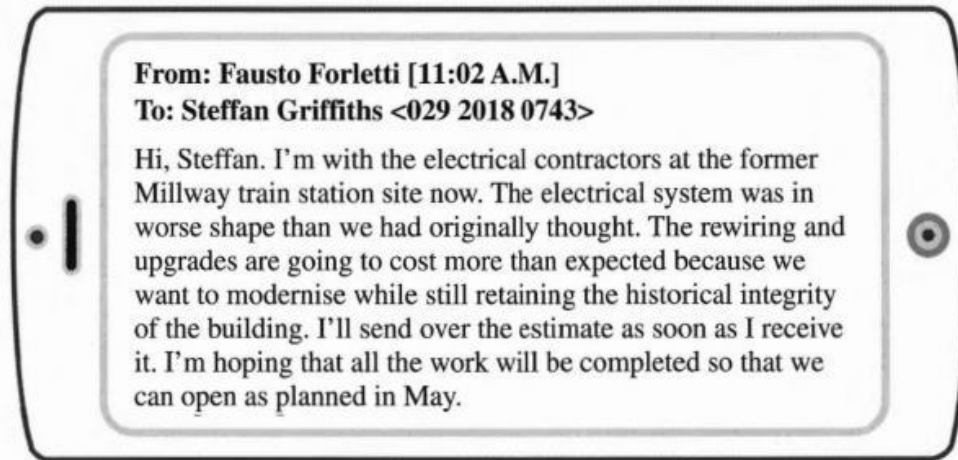 From: Fausto Forletti [11:02 A.M.]
To: Steffan Griffiths <029 2018 0743>
Hi, Steffan. I'm with the electrical contractors at the former
Millway train station site now. The electrical system was in
worse shape than we had originally thought. The rewiring and
upgrades are going to cost more than expected because we
want to modernise while still retaining the historical integrity
of the building. I'll send over the estimate as soon as I receive
it. I'm hoping that all the work will be completed so that we
can open as planned in May.